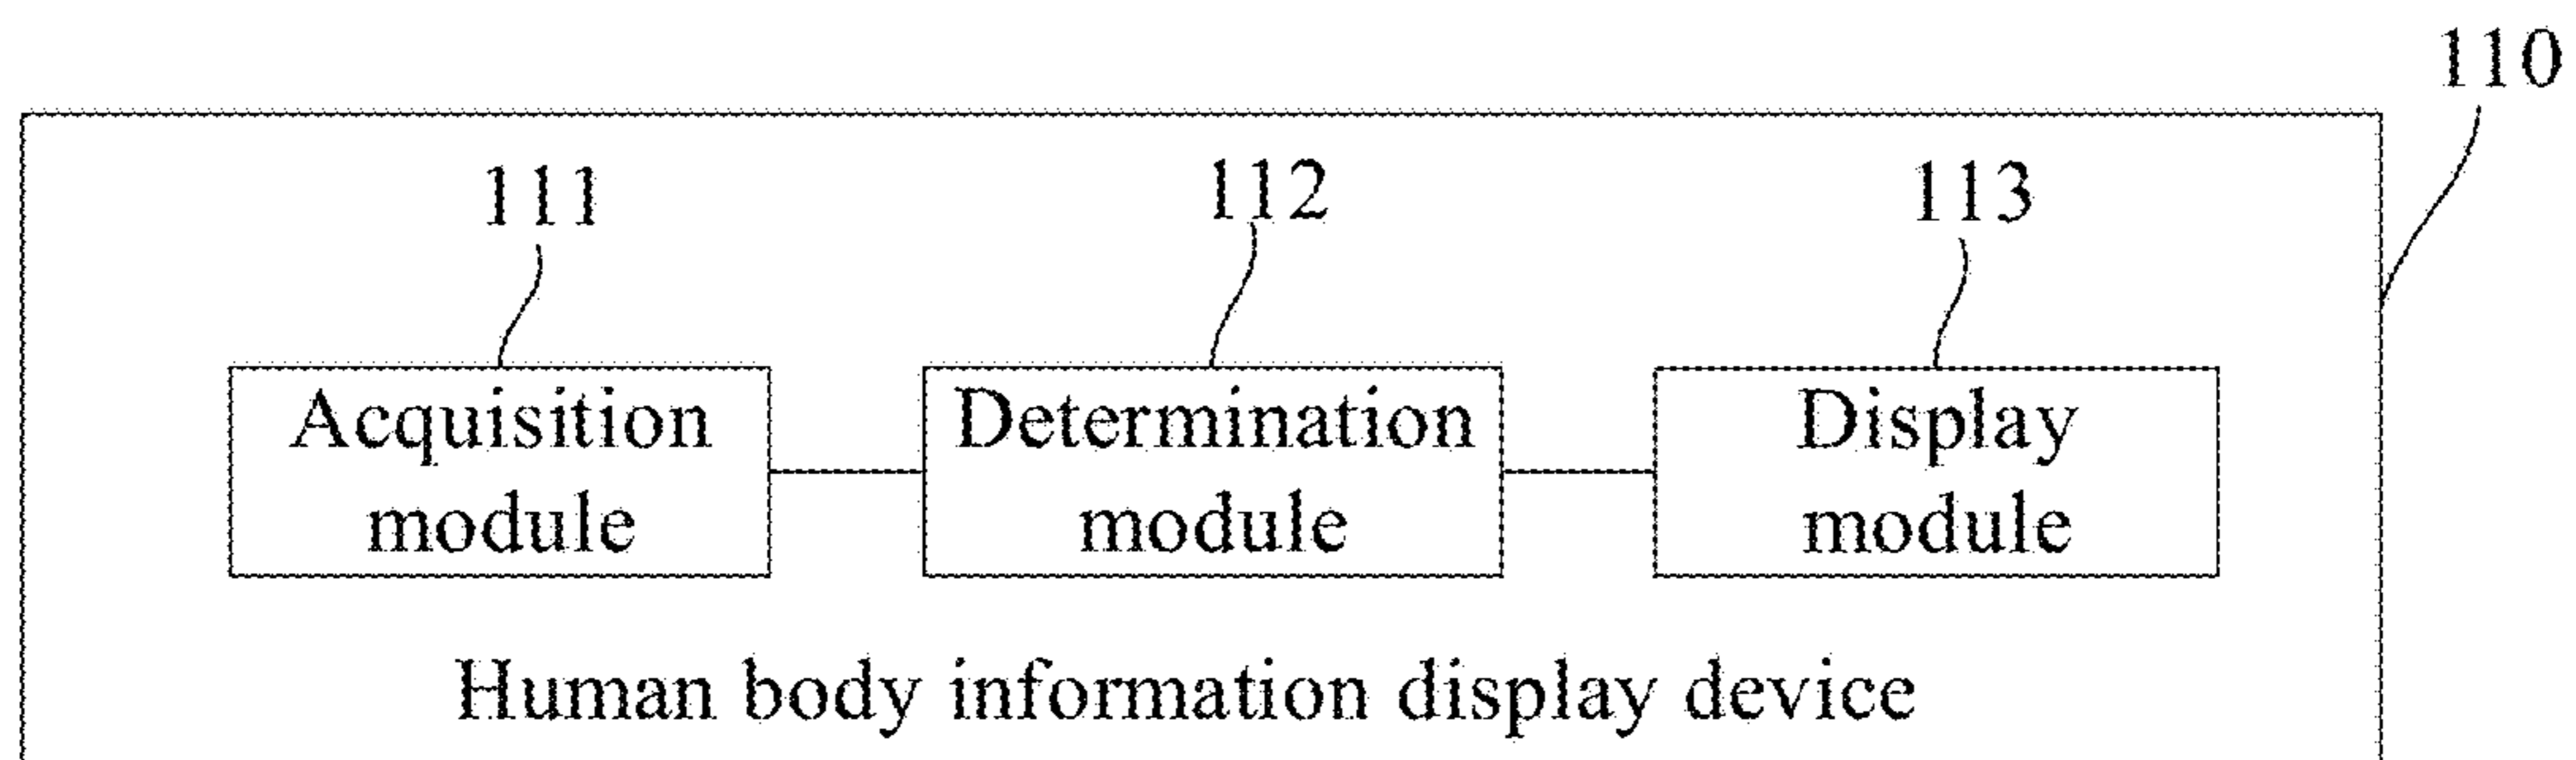 110
111
112
113
Acquisition
module
Determination
module
Display
module
Human body information display device